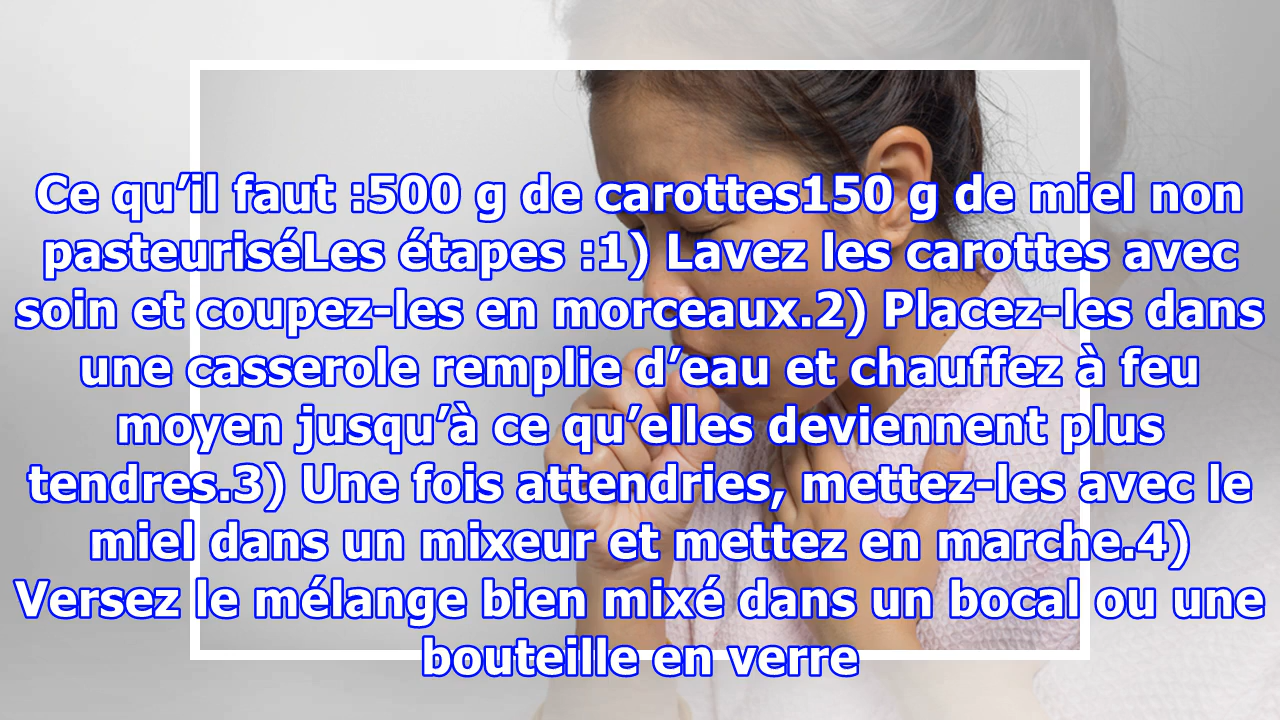 Ce qu’il faut :500 g de carottes150 g de miel non
pasteuriséLes étapes :1) Lavez les carottes avec
soin et coupez-les en morceaux.2) Placez-les dans
une casserole remplie d’eau et chauffez à feu
moyen jusqu’à ce qu’elles deviennent plus
tendres.3) Une fois attendries, mettez-les avec le
miel dans un mixeur et mettez en marche.4)
Versez le mélange bien mixé dans un bocal ou une
bouteille en verre